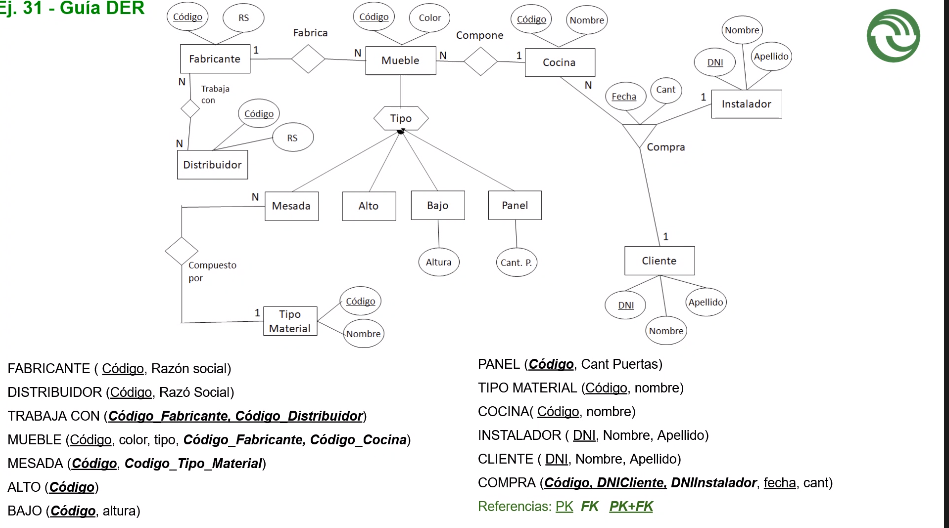 Ej. 31 - Guía DER
Código
RS
Código
Color
Código
Nombre
Nombre
DNI
Apellido
Fabricante
1
Fabrica
N
Mueble
N
Compone
1
Cocina
N
Fecha
Cant
1
Instalador
N
Trabaja
con
Código
RS
N
Distribuidor
Tipo
Compra
N
Mesada
Alto
Bajo
Panel
Altura
Cant. P.
1
Cliente
DNI
Nombre
Apellido
Compuesto
por
1
Tipo
Material
Código
Nombre
FABRICANTE ( Código, Razón social)
DISTRIBUIDOR (Código, Razó Social)
TRABAJA CON (Código_Fabricante, Código_Distribuidor)
MUEBLE (Código, color, tipo, Código_Fabricante, Código_Cocina)
MESADA (Código, Codigo_Tipo_Material)
ALTO (Código)
BAJO (Código, altura)
PANEL (Código, Cant Puertas)
TIPO MATERIAL (Código, nombre)
COCINA( Código, nombre)
INSTALADOR ( DNI, Nombre, Apellido)
CLIENTE ( DNI, Nombre, Apellido)
COMPRA (Código, DNICliente, DNIInstalador, fecha, cant)
Referencias: PK FK PK+FK